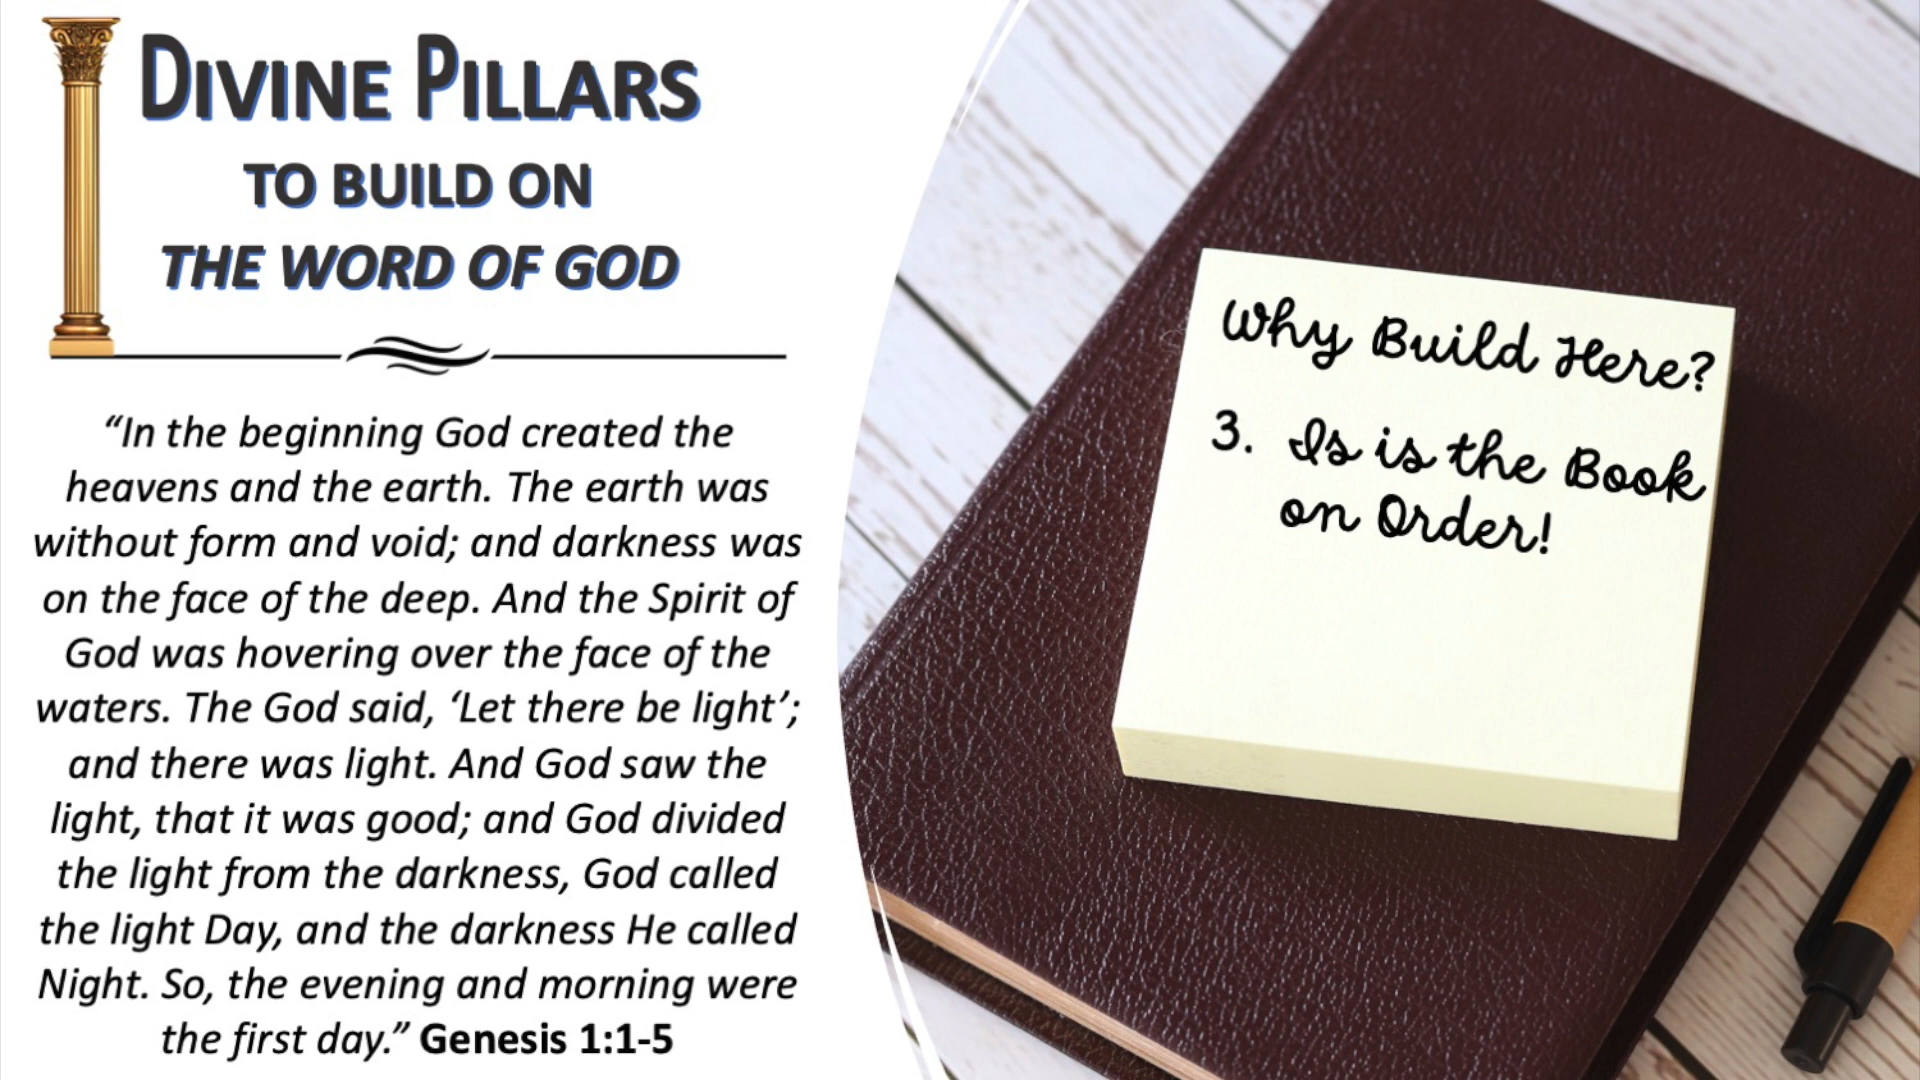 DIVINE PILLARS
TO BUILD ON
THE WORD OF GOD
“In the beginning God created the
heavens and the earth. The earth was
without form and void; and darkness was
on the face of the deep. And the Spirit of
God was hovering over the face of the
waters. The God said, ‘Let there be light’;
and there was light. And God saw the
light, that it was good; and God divided
the light from the darkness, God called
the light Day, and the darkness He called
Night. So, the evening and morning were
the first day.” Genesis 1:1-5
Why Build Here?
3. Is is the Book
on Order!